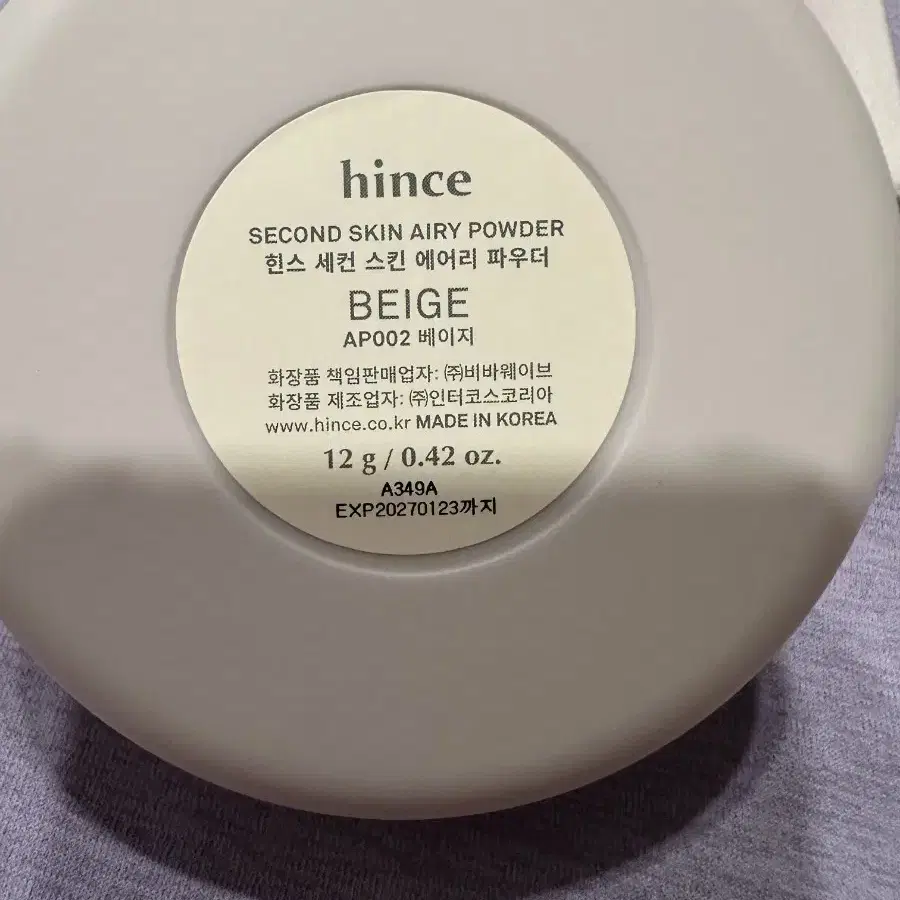 hince
SECOND SKIN AIRY POWDER
힌스 세컨 스킨 에어리 파우더
BEIGE
AP002 베이지
화장품 책임판매업자: ㈜비바웨이브
화장품 제조업자: ㈜인터코스코리아
www.hince.co.kr MADE IN KOREA
12 g / 0.42 oz.
A349A
EXP20270123까지